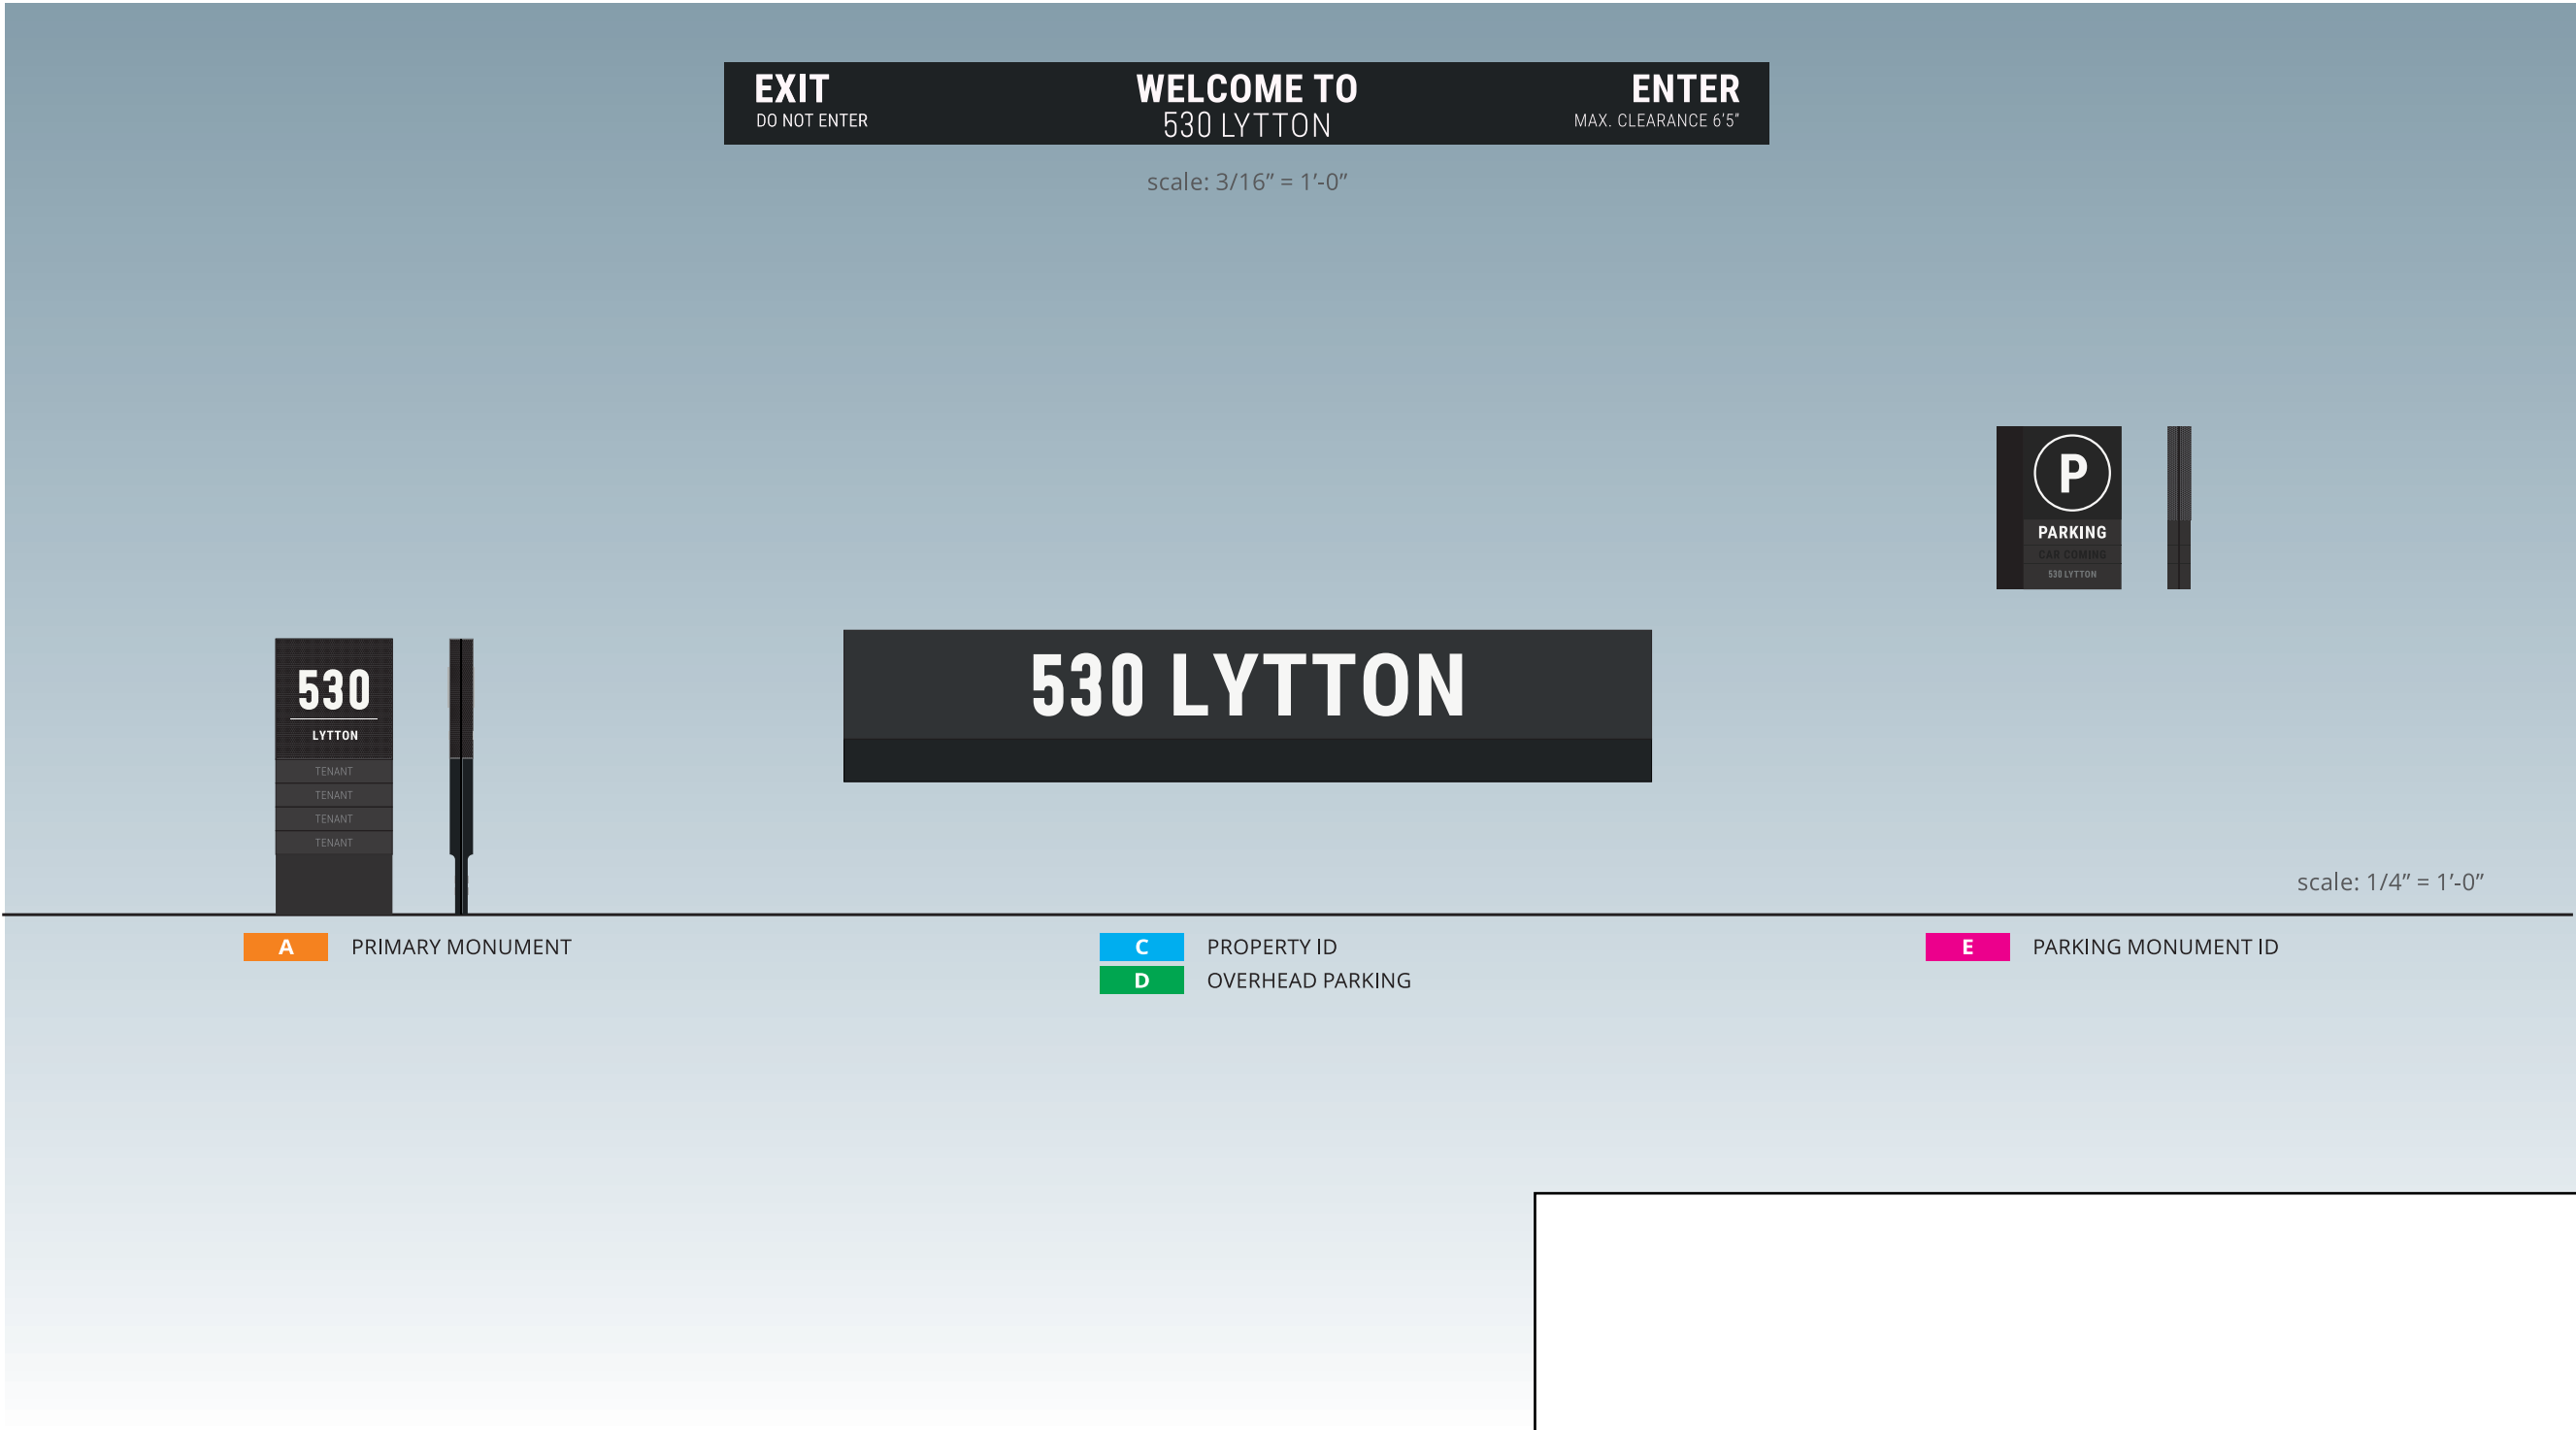 EXIT
DO NOT ENTER
WELCOME TO
530 LYTTON
ENTER
MAX. CLEARANCE 6'5"
scale: 3/16” = 1’-0”
P
PARKING
CAR COMING
530 LYTTON
530
LYTTON
TENANT
TENANT
TENANT
TENANT
530 LYTTON
scale: 1/4” = 1’-0”
A PRIMARY MONUMENT
C PROPERTY ID
D OVERHEAD PARKING
E PARKING MONUMENT ID